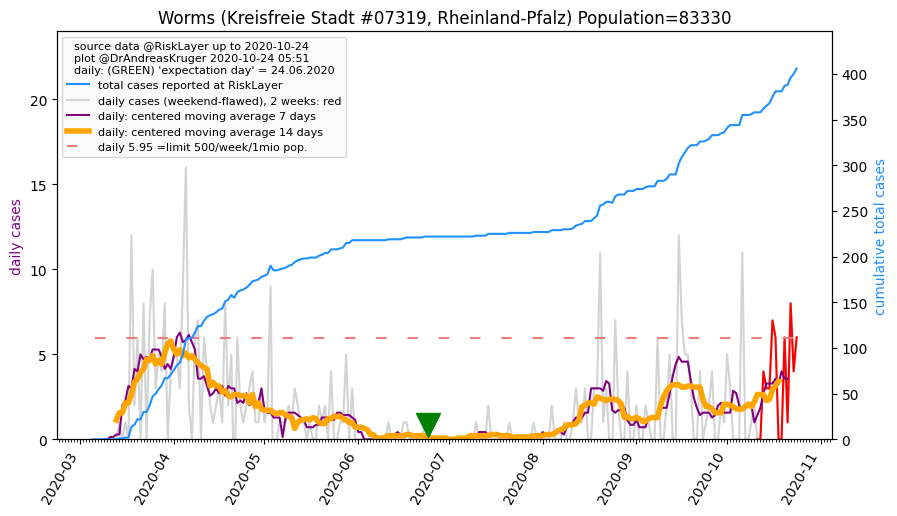 Worms (Kreisfreie Stadt #07319, Rheinland-Pfalz) Population=83330
source data @RiskLayer up to 2020-10-24
plot @DrAndreasKruger 2020-10-24 05:51
daily: (GREEN) 'expectation day' = 24.06.2020
total cases reported at RiskLayer
daily cases (weekend-flawed), 2 weeks: red
daily: centered moving average 7 days
daily: centered moving average 14 days
daily 5.95 =limit 500/week/1mio pop.
daily cases
0
5
10
15
20
cumulative total cases
0
50
100
150
200
250
300
350
400
2020-03
2020-04
2020-05
2020-06
2020-07
2020-08
2020-09
2020-10
2020-11